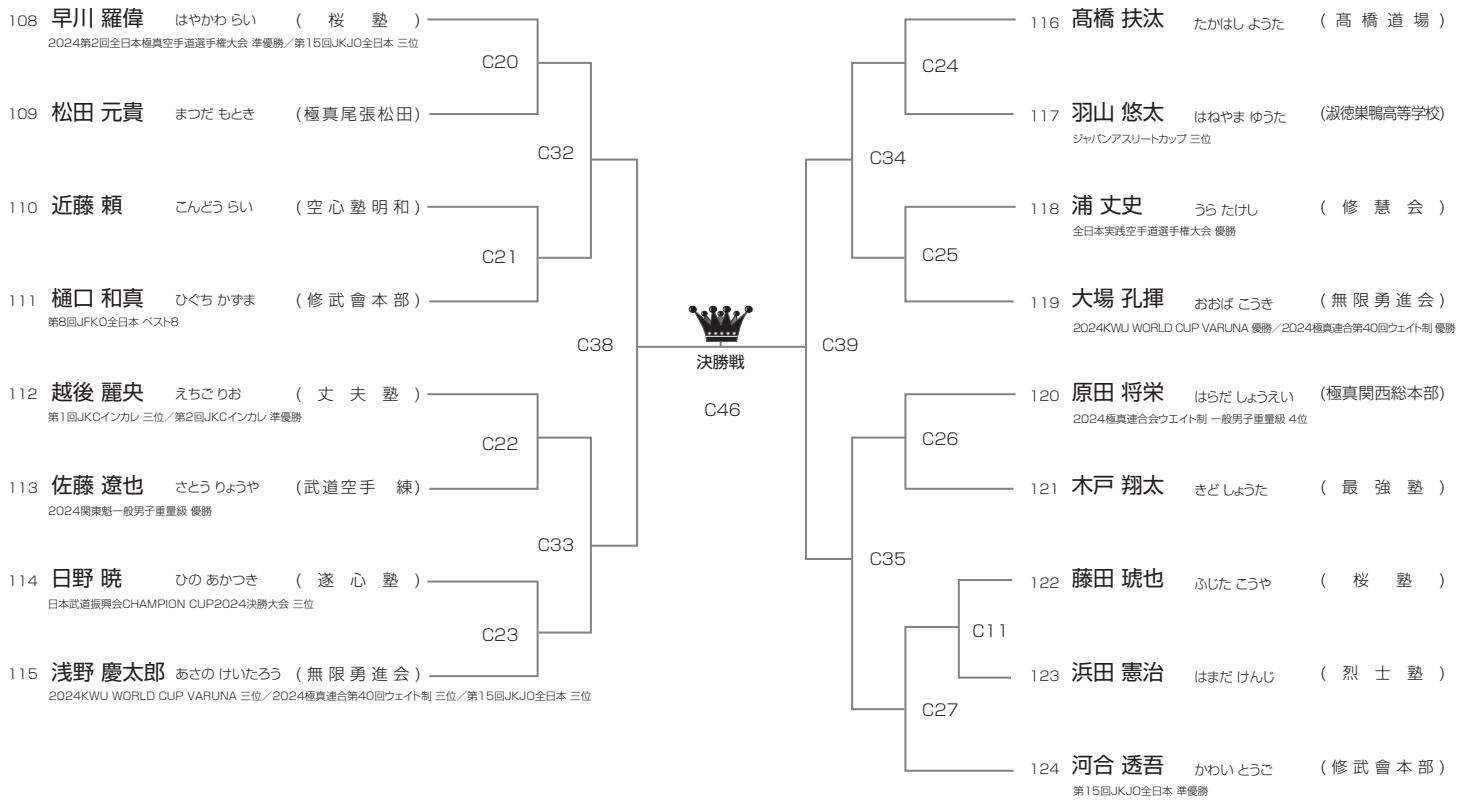 108 早川 羅偉 はやかわ らい (桜塾)
2024第2回全日本極真空手道選手権大会 準優勝／第15回JKJO全日本 三位
C20
109 松田 元貴 まつだ もとき (極真尾張松田)
C32
110 近藤 頼 こんどう らい (空心塾明和)
C21
111 樋口 和真 ひぐち かずま (修武會本部)
第8回JFKO全日本 ベスト8
C38
112 越後 麗央 えちご りお (丈夫塾)
第1回JKCインカレ 三位／第2回JKCインカレ 準優勝
C22
113 佐藤 遼也 さとう りょうや (武道空手 練)
2024関東魁一般男子重量級 優勝
C33
114 日野 暁 ひの あかつき (遂心塾)
日本武道振興会CHAMPION CUP2024決勝大会 三位
C23
115 浅野 慶太郎 あさの けいたろう (無限勇進会)
2024KWU WORLD CUP VARUNA 三位／2024極真連合第40回ウェイト制 三位／第15回JKJO全日本 三位
決勝戦
C46
116 髙橋 扶汰 たかはし ようた (髙橋道場)
C24
117 羽山 悠太 はねやま ゆうた (淑徳巣鴨高等学校)
ジャパンアスリートカップ 三位
C34
118 浦 丈史 うら たけし (修慧会)
全日本実践空手道選手権大会 優勝
C25
119 大場 孔揮 おおば こうき (無限勇進会)
2024KWU WORLD CUP VARUNA 優勝／2024極真連合第40回ウェイト制 優勝
C39
120 原田 将栄 はらだ しょうえい (極真関西総本部)
2024極真連合会ウエイト制 一般男子重量級 4位
C26
121 木戸 翔太 きど しょうた (最強塾)
C35
122 藤田 琥也 ふじた こうや (桜塾)
C11
123 浜田 憲治 はまだ けんじ (烈士塾)
C27
124 河合 透吾 かわい とうご (修武會本部)
第15回JKJO全日本 準優勝